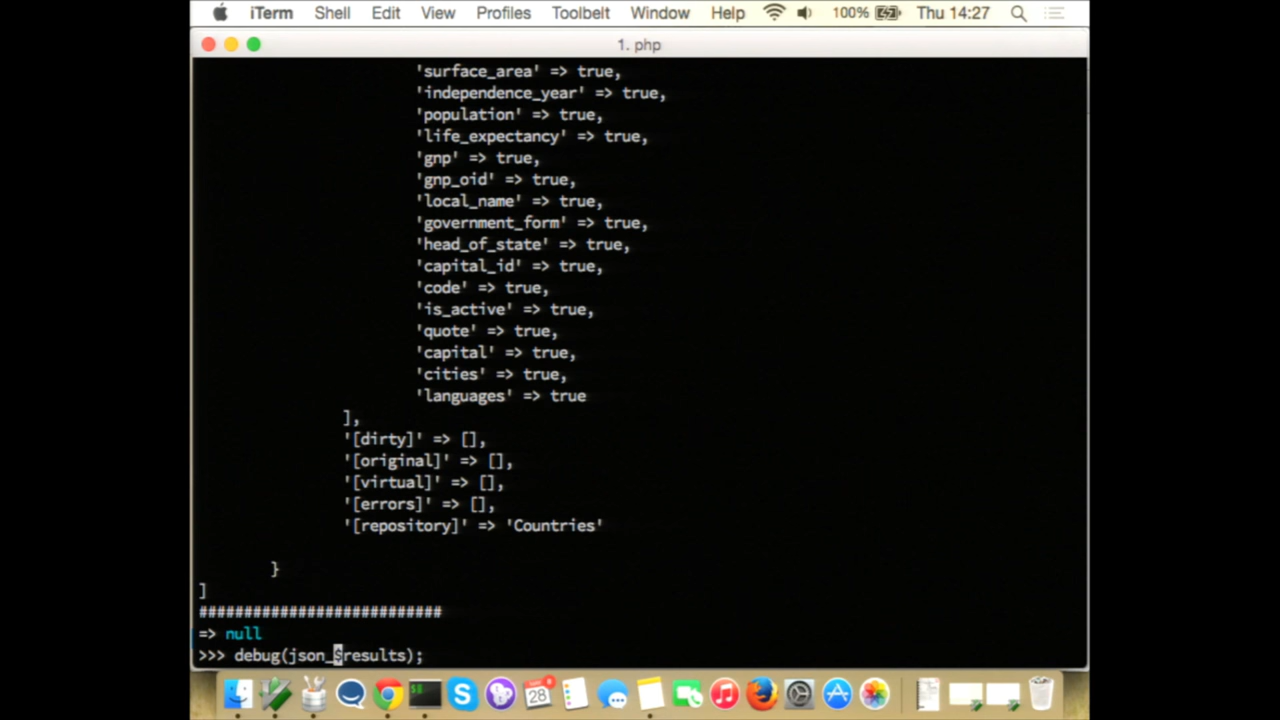 iTerm Shell Edit View Profiles Toolbelt Window Help 100% Thu 14:27
1. php
'surface_area' => true,
'independence_year' => true,
'population' => true,
'life_expectancy' => true,
'gnp' => true,
'gnp_oid' => true,
'local_name' => true,
'government_form' => true,
'head_of_state' => true,
'capital_id' => true,
'code' => true,
'is_active' => true,
'quote' => true,
'capital' => true,
'cities' => true,
'languages' => true
],
'[dirty]' => [],
'[original]' => [],
'[virtual]' => [],
'[errors]' => [],
'[repository]' => 'Countries'
}
]
###########################
=> null
>>> debug(json_$results);
28